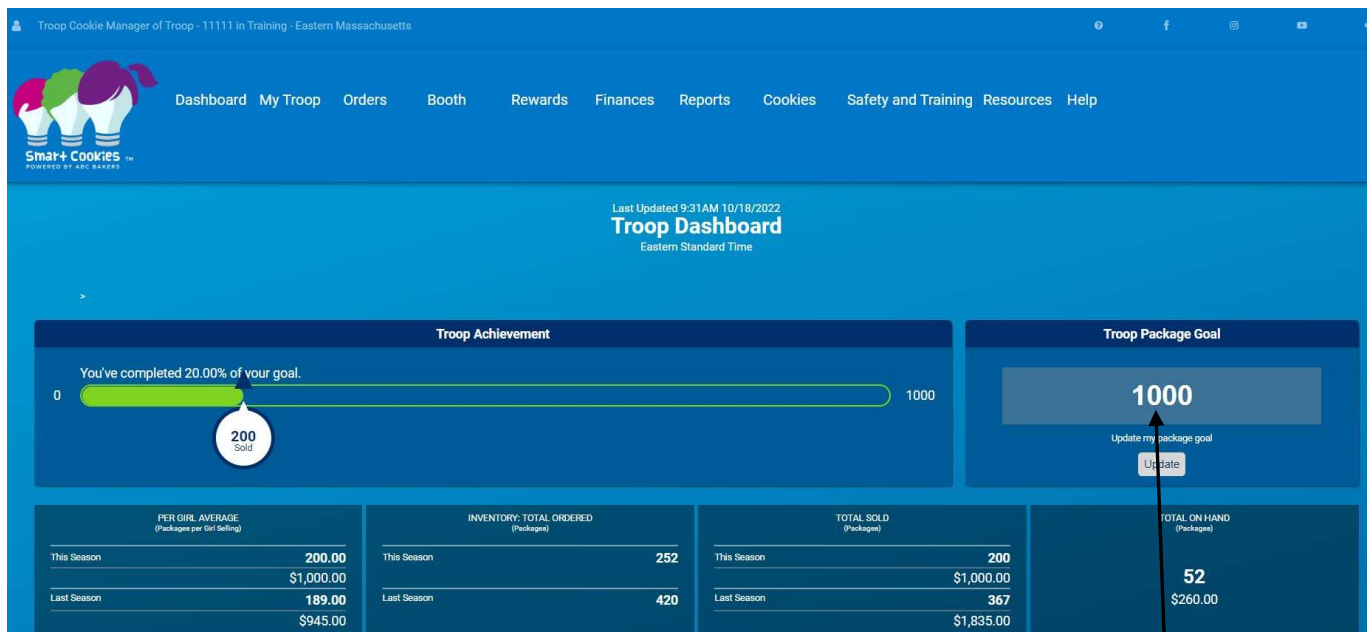 Troop Cookie Manager of Troop - 11111 in Training - Eastern Massachusetts
Dashboard My Troop Orders Booth Rewards Finances Reports Cookies Safety and Training Resources Help
Smart Cookies TM
POWERED BY ABC BAKERS
Last Updated 9:31AM 10/18/2022
Troop Dashboard
Eastern Standard Time
>
Troop Achievement
You've completed 20.00% of your goal.
0 1000
200
Sold
Troop Package Goal
1000
Update my package goal
Update
PER GIRL AVERAGE
(Packages per Girl Selling)
This Season 200.00
$1,000.00
Last Season 189.00
$945.00
INVENTORY: TOTAL ORDERED
(Packages)
This Season 252
Last Season 420
TOTAL SOLD
(Packages)
This Season 200
$1,000.00
Last Season 367
$1,835.00
TOTAL ON HAND
(Packages)
52
$260.00